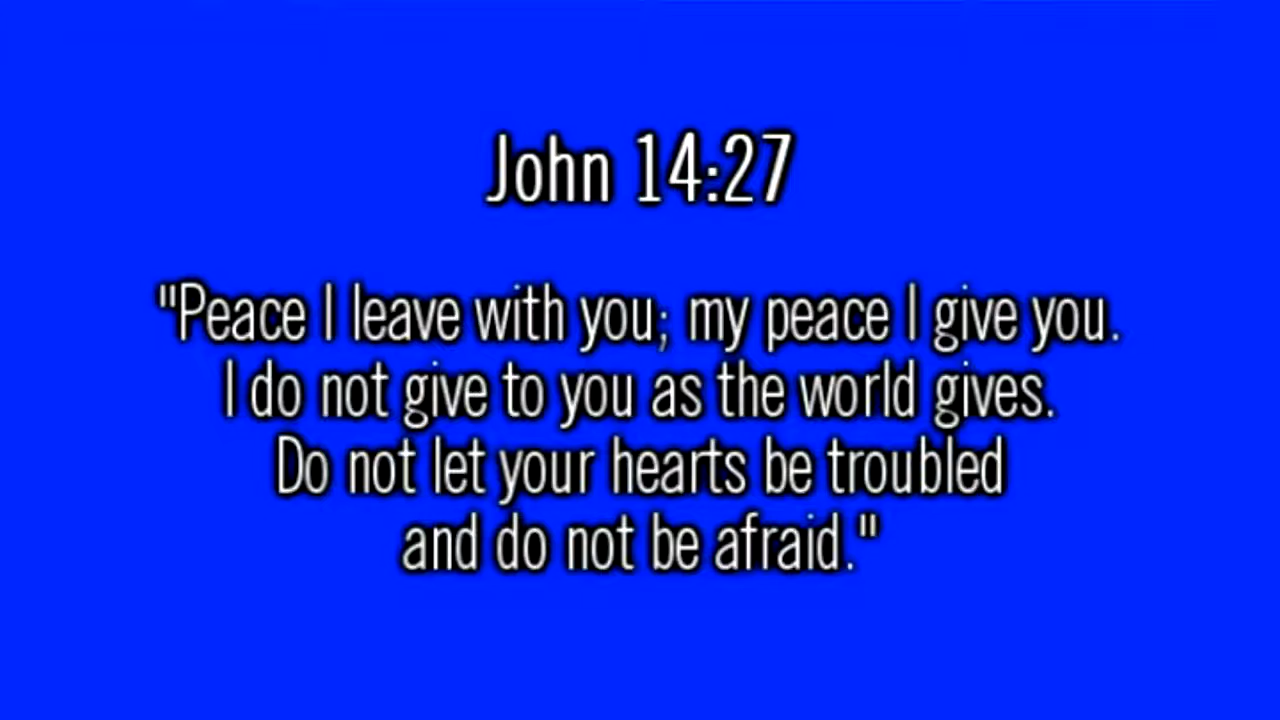 John 14:27
"Peace I leave with you; my peace I give you.
I do not give to you as the world gives.
Do not let your hearts be troubled
and do not be afraid."